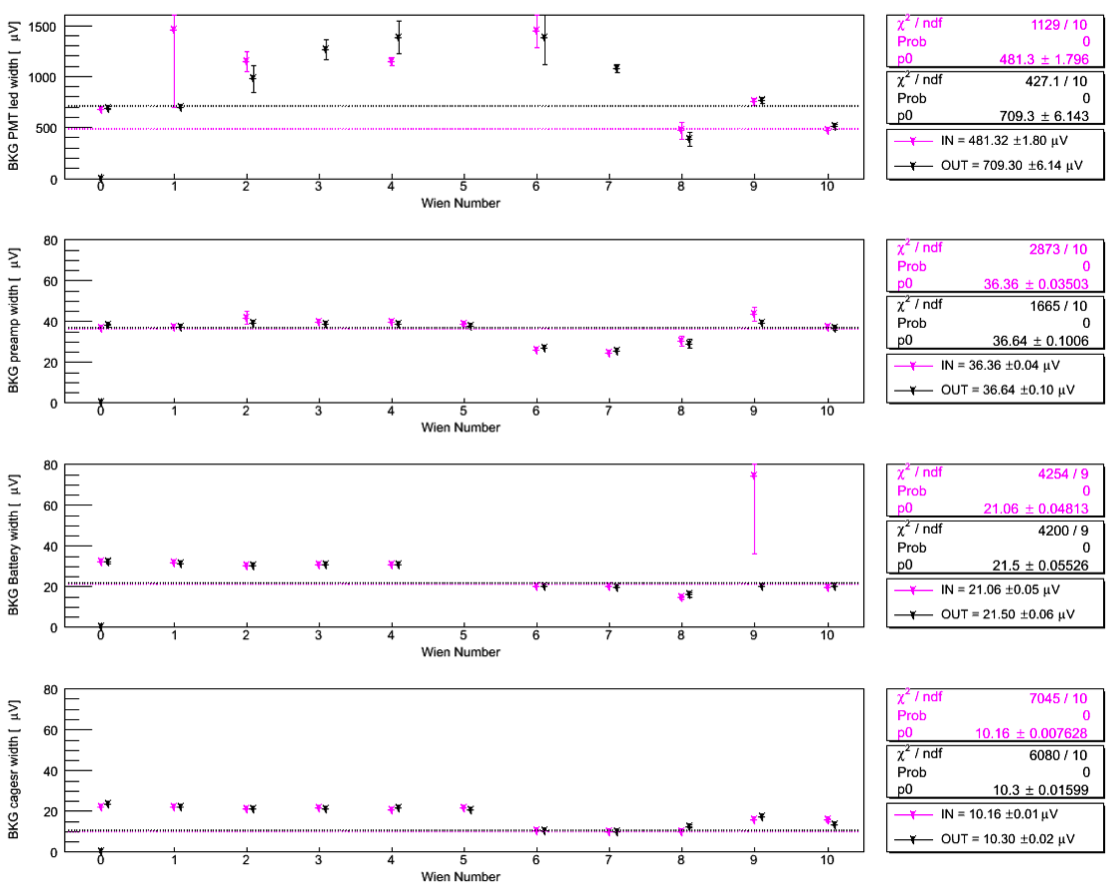 BKG PMT led width [ μV]
1500
1000
500
0
0 1 2 3 4 5 6 7 8 9 10
Wien Number
χ² / ndf 1129 / 10
Prob 0
p0 481.3 ± 1.796
χ² / ndf 427.1 / 10
Prob 0
p0 709.3 ± 6.143
IN = 481.32 ±1.80 μV
OUT = 709.30 ±6.14 μV
BKG preamp width [ μV]
80
60
40
20
0
0 1 2 3 4 5 6 7 8 9 10
Wien Number
χ² / ndf 2873 / 10
Prob 0
p0 36.36 ± 0.03503
χ² / ndf 1665 / 10
Prob 0
p0 36.64 ± 0.1006
IN = 36.36 ±0.04 μV
OUT = 36.64 ±0.10 μV
BKG Battery width [ μV]
80
60
40
20
0
0 1 2 3 4 5 6 7 8 9 10
Wien Number
χ² / ndf 4254 / 9
Prob 0
p0 21.06 ± 0.04813
χ² / ndf 4200 / 9
Prob 0
p0 21.5 ± 0.05526
IN = 21.06 ±0.05 μV
OUT = 21.50 ±0.06 μV
BKG cagesr width [ μV]
80
60
40
20
0
0 1 2 3 4 5 6 7 8 9 10
Wien Number
χ² / ndf 7045 / 10
Prob 0
p0 10.16 ± 0.007628
χ² / ndf 6080 / 10
Prob 0
p0 10.3 ± 0.01599
IN = 10.16 ±0.01 μV
OUT = 10.30 ±0.02 μV